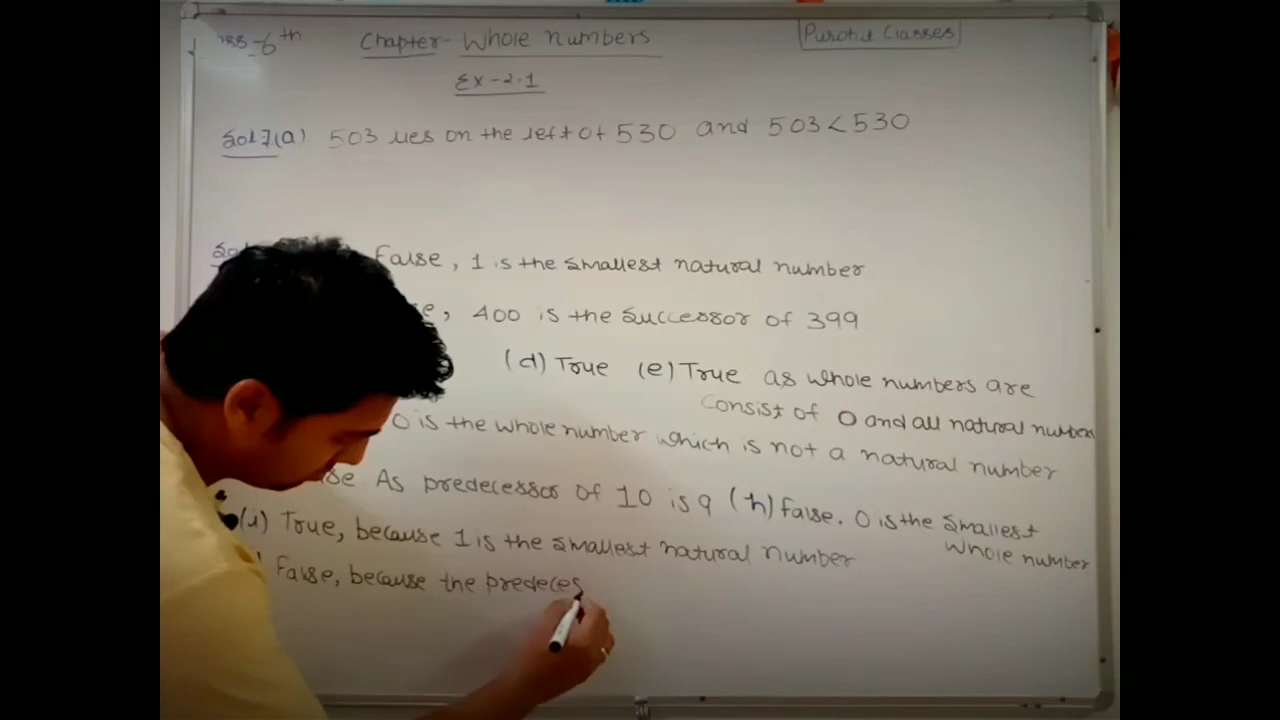 -6th Chapter- Whole numbers Purohit Classes
Ex-2.1
Sol 7(a) 503 lies on the left of 530 and 503<530
False, 1 is the smallest natural number
400 is the successor of 399
(d) True (e) True as whole numbers are
consist of 0 and all natural numbers
0 is the whole number which is not a natural number
As predecessor of 10 is 9 (h) False. 0 is the smallest
whole number
(i) True, because 1 is the smallest natural number
False, because the predeces